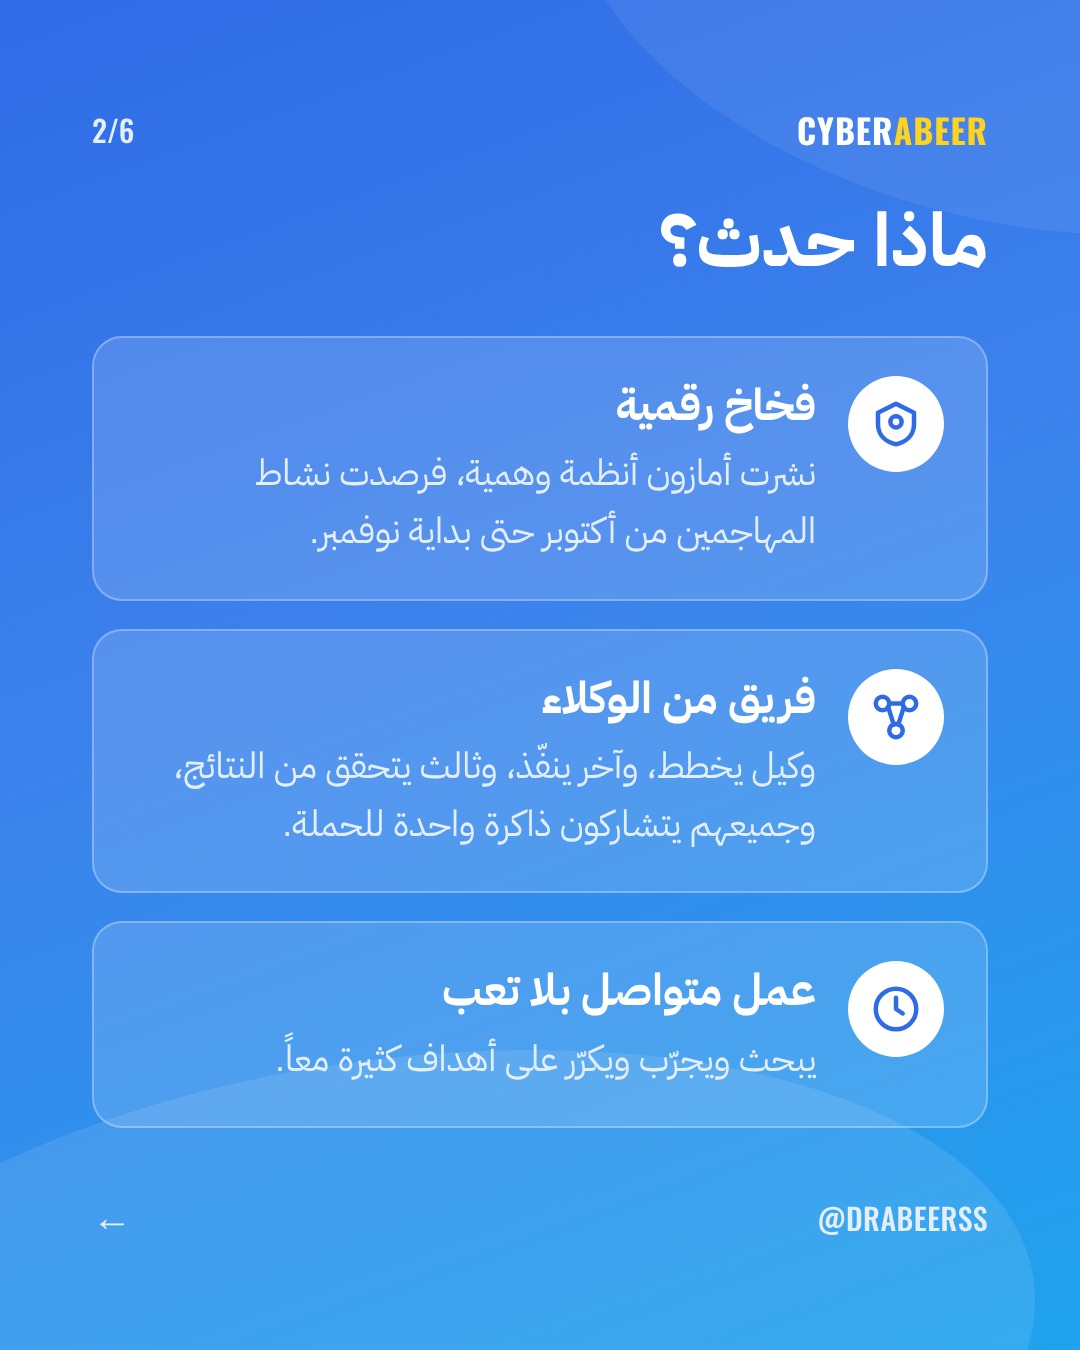 CYBERABEER
2/6
ماذا حدث؟
فخاخ رقمية
نشرت أمازون أنظمة وهمية، فرصدت نشاط
المهاجمين من أكتوبر حتى بداية نوفمبر.
فريق من الوكلاء
وكيل يخطط، وآخر ينفّذ، وثالث يتحقق من النتائج،
وجميعهم يتشاركون ذاكرة واحدة للحملة.
عمل متواصل بلا تعب
يبحث ويجرّب ويكرّر على أهداف كثيرة معاً.
@DRABEERSS
←